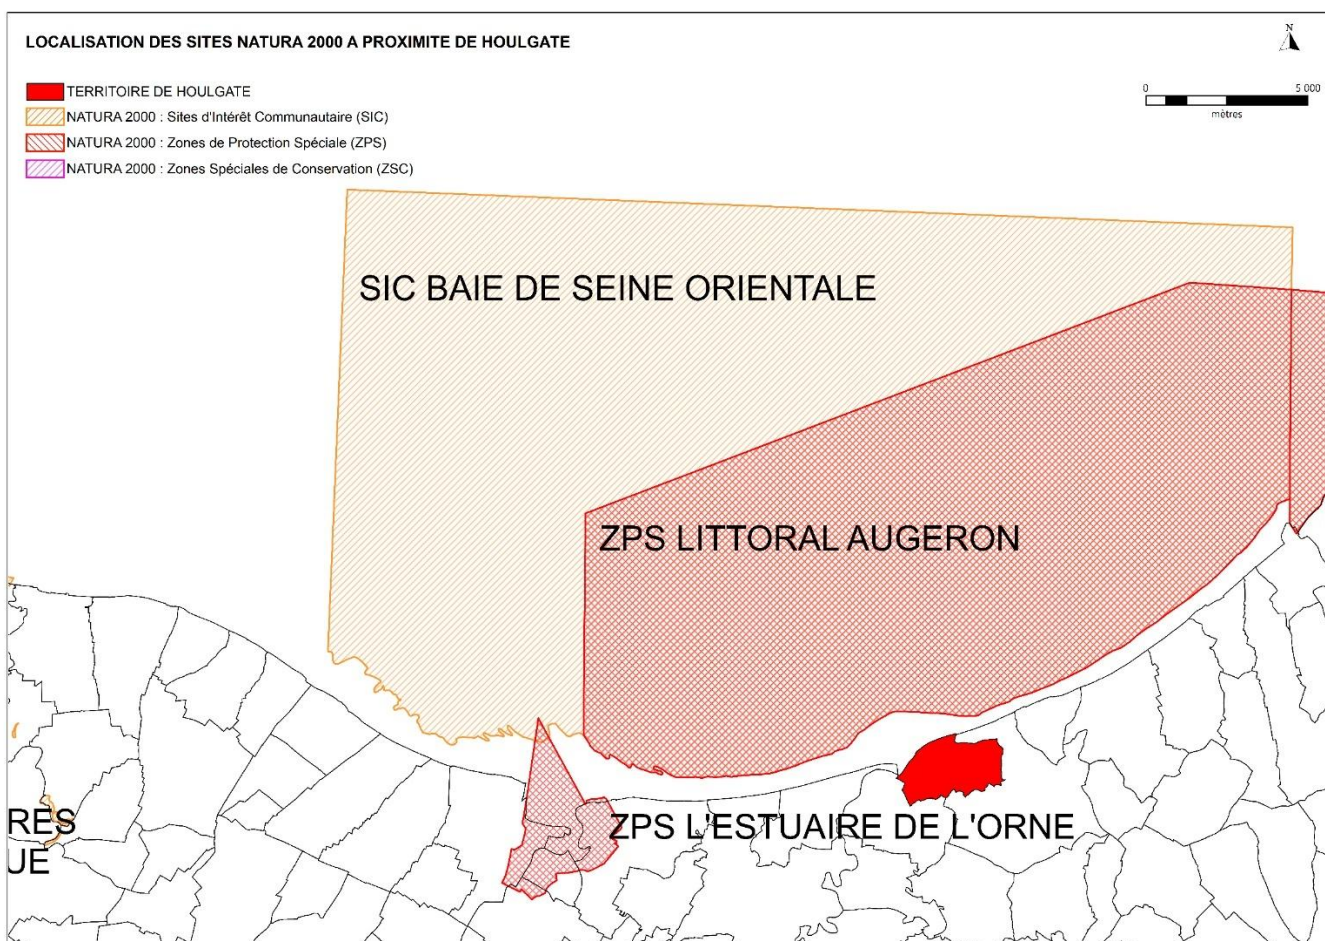 LOCALISATION DES SITES NATURA 2000 A PROXIMITE DE HOULGATE
N
TERRITOIRE DE HOULGATE
NATURA 2000 : Sites d'Intérêt Communautaire (SIC)
NATURA 2000 : Zones de Protection Spéciale (ZPS)
NATURA 2000 : Zones Spéciales de Conservation (ZSC)
0 5 000
mètres
SIC BAIE DE SEINE ORIENTALE
ZPS LITTORAL AUGERON
ZPS L'ESTUAIRE DE L'ORNE
RES
UE